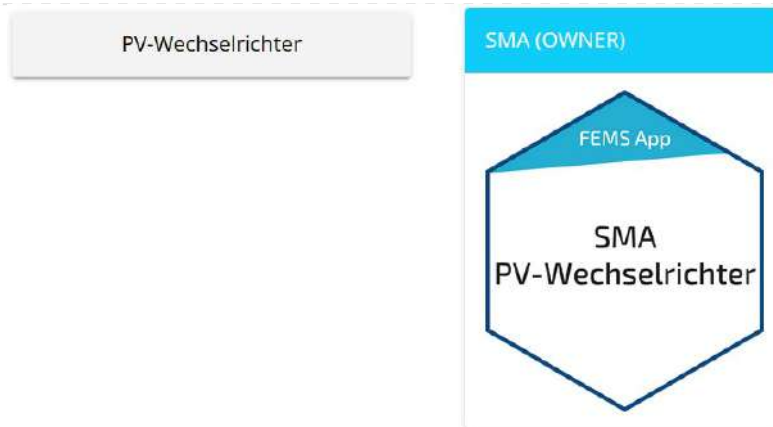 PV-Wechselrichter
SMA (OWNER)
FEMS App
SMA
PV-Wechselrichter